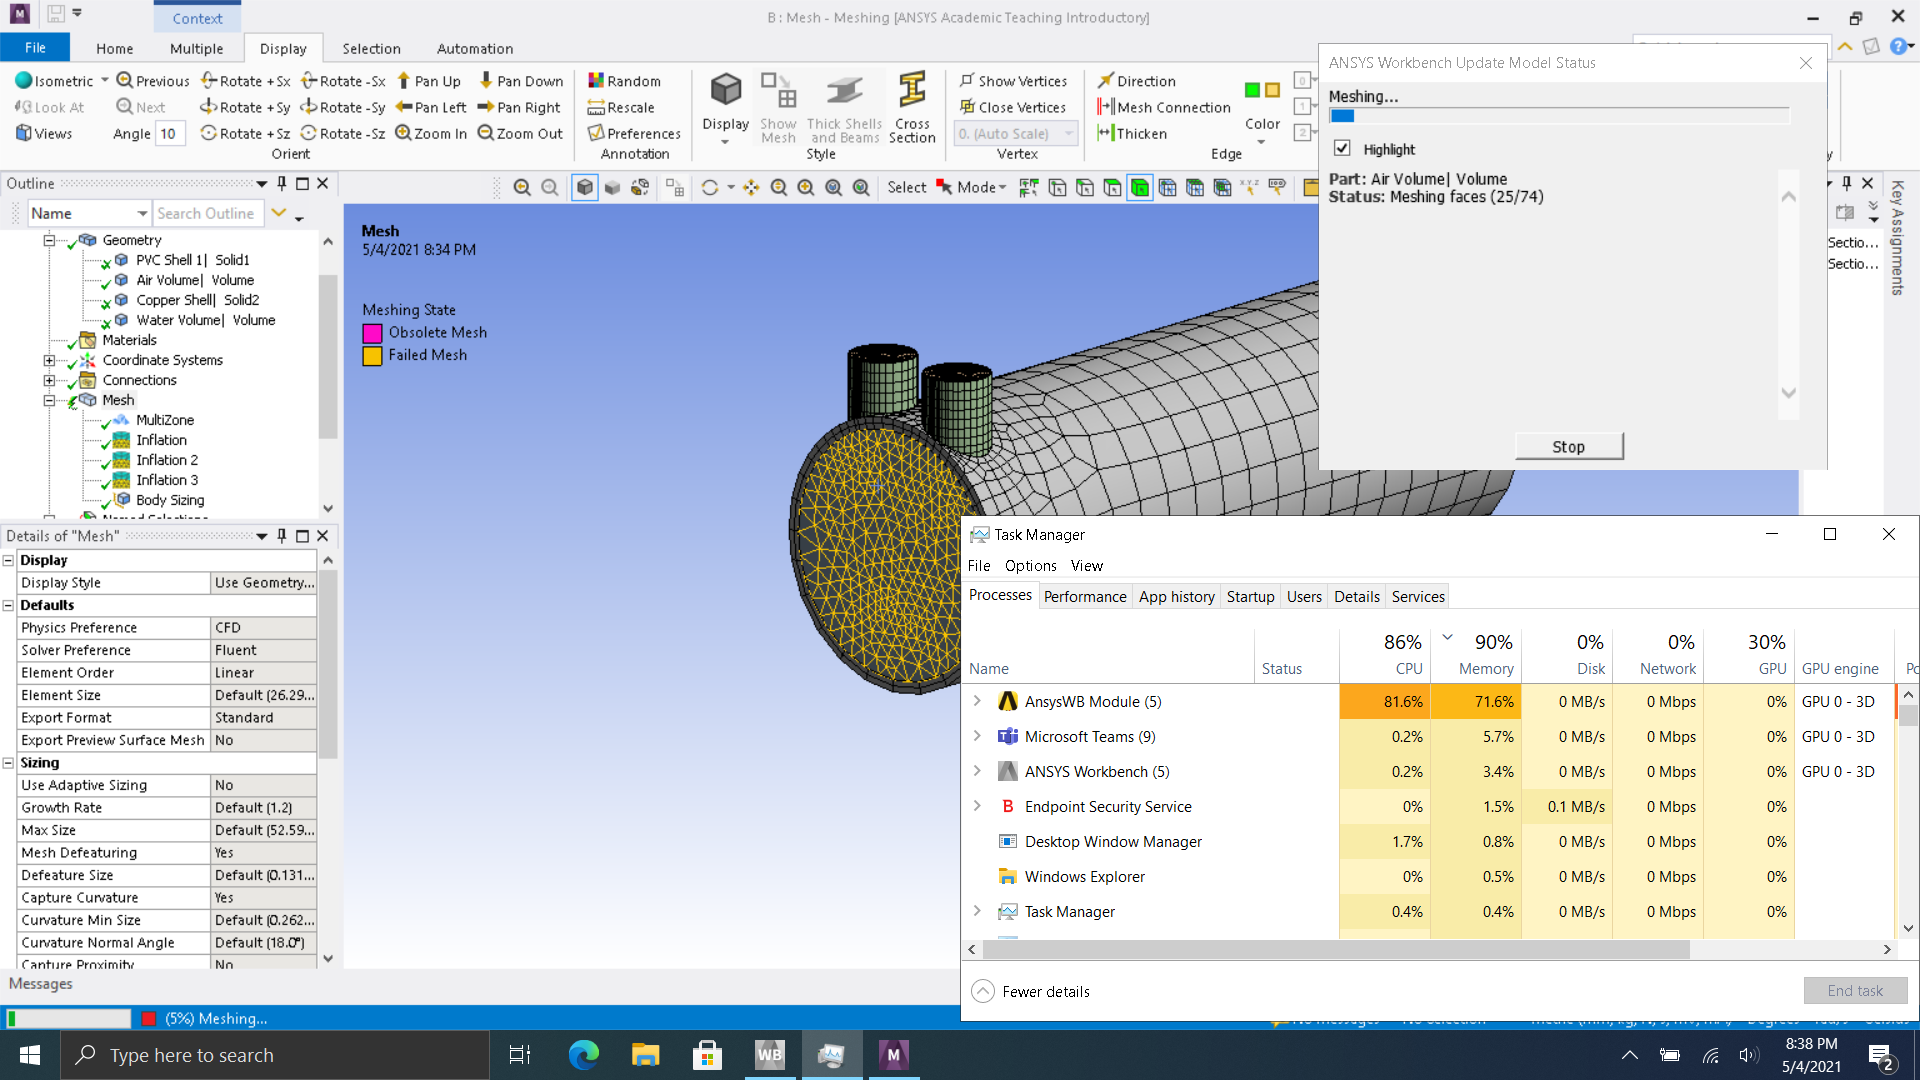 Context
B : Mesh - Meshing [ANSYS Academic Teaching Introductory]
File Home Multiple Display Selection Automation
Isometric Previous Rotate +Sx Rotate -Sx Pan Up Pan Down
Look At Next Rotate +Sy Rotate -Sy Pan Left Pan Right
Views Angle 10 Rotate +Sz Rotate -Sz Zoom In Zoom Out
Orient
Random
Rescale
Preferences
Annotation
Display
Show Mesh
Thick Shells and Beams
Cross Section
Style
Show Vertices
Close Vertices
0. (Auto Scale)
Vertex
Direction
Mesh Connection
Thicken
Color
Edge
ANSYS Workbench Update Model Status
Meshing...
Highlight
Part: Air Volume| Volume
Status: Meshing faces (25/74)
Stop
Outline
Name Search Outline
Select Mode
Key Assignments
Sectio...
Sectio...
Geometry
PVC Shell 1| Solid1
Air Volume| Volume
Copper Shell| Solid2
Water Volume| Volume
Materials
Coordinate Systems
Connections
Mesh
MultiZone
Inflation
Inflation 2
Inflation 3
Body Sizing
Named Selections
Mesh
5/4/2021 8:34 PM
Meshing State
Obsolete Mesh
Failed Mesh
Details of "Mesh"
Display
Display Style Use Geometry...
Defaults
Physics Preference CFD
Solver Preference Fluent
Element Order Linear
Element Size Default (26.29...
Export Format Standard
Export Preview Surface Mesh No
Sizing
Use Adaptive Sizing No
Growth Rate Default (1.2)
Max Size Default (52.59...
Mesh Defeaturing Yes
Defeature Size Default (0.131...
Capture Curvature Yes
Curvature Min Size Default (0.262...
Curvature Normal Angle Default (18.0°)
Capture Proximity No
Messages
(5%) Meshing...
Task Manager
File Options View
Processes Performance App history Startup Users Details Services
86% 90% 0% 0% 30%
Name Status CPU Memory Disk Network GPU GPU engine Po
AnsysWB Module (5) 81.6% 71.6% 0 MB/s 0 Mbps 0% GPU 0 - 3D
Microsoft Teams (9) 0.2% 5.7% 0 MB/s 0 Mbps 0% GPU 0 - 3D
ANSYS Workbench (5) 0.2% 3.4% 0 MB/s 0 Mbps 0% GPU 0 - 3D
Endpoint Security Service 0% 1.5% 0.1 MB/s 0 Mbps 0%
Desktop Window Manager 1.7% 0.8% 0 MB/s 0 Mbps 0%
Windows Explorer 0% 0.5% 0 MB/s 0 Mbps 0%
Task Manager 0.4% 0.4% 0 MB/s 0 Mbps 0%
Fewer details End task
Type here to search
WB
M
8:38 PM
5/4/2021
2